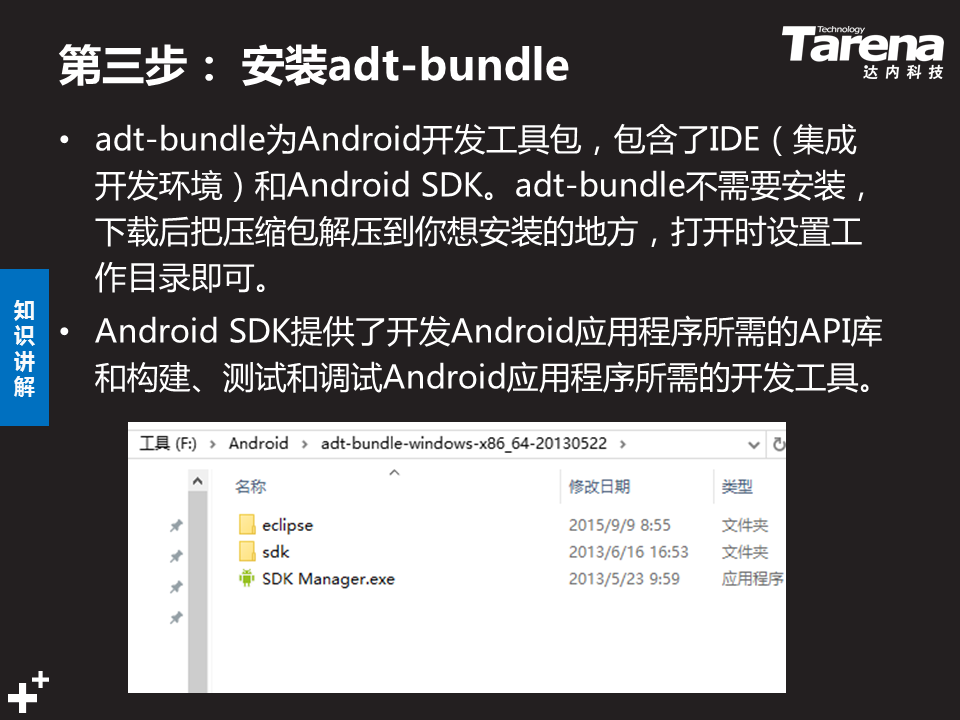 第三步： 安装adt-bundle
Technology
Tarena
达内科技
• adt-bundle为Android开发工具包，包含了IDE（集成
开发环境）和Android SDK。adt-bundle不需要安装，
下载后把压缩包解压到你想安装的地方，打开时设置工
作目录即可。
知识讲解
• Android SDK提供了开发Android应用程序所需的API库
和构建、测试和调试Android应用程序所需的开发工具。
工具 (F:) > Android > adt-bundle-windows-x86_64-20130522 >
名称 修改日期 类型
eclipse 2015/9/9 8:55 文件夹
sdk 2013/6/16 16:53 文件夹
SDK Manager.exe 2013/5/23 9:59 应用程序